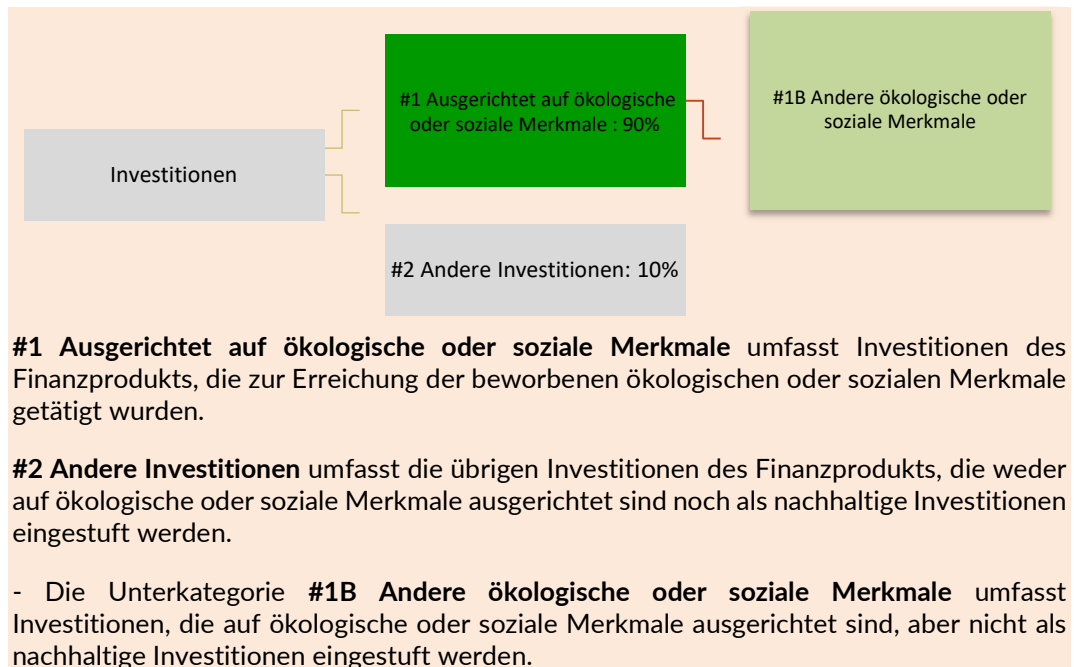 #1 Ausgerichtet auf ökologische
oder soziale Merkmale : 90%
#1B Andere ökologische oder
soziale Merkmale
Investitionen
#2 Andere Investitionen: 10%
#1 Ausgerichtet auf ökologische oder soziale Merkmale umfasst Investitionen des
Finanzprodukts, die zur Erreichung der beworbenen ökologischen oder sozialen Merkmale
getätigt wurden.
#2 Andere Investitionen umfasst die übrigen Investitionen des Finanzprodukts, die weder
auf ökologische oder soziale Merkmale ausgerichtet sind noch als nachhaltige Investitionen
eingestuft werden.
- Die Unterkategorie #1B Andere ökologische oder soziale Merkmale umfasst
Investitionen, die auf ökologische oder soziale Merkmale ausgerichtet sind, aber nicht als
nachhaltige Investitionen eingestuft werden.